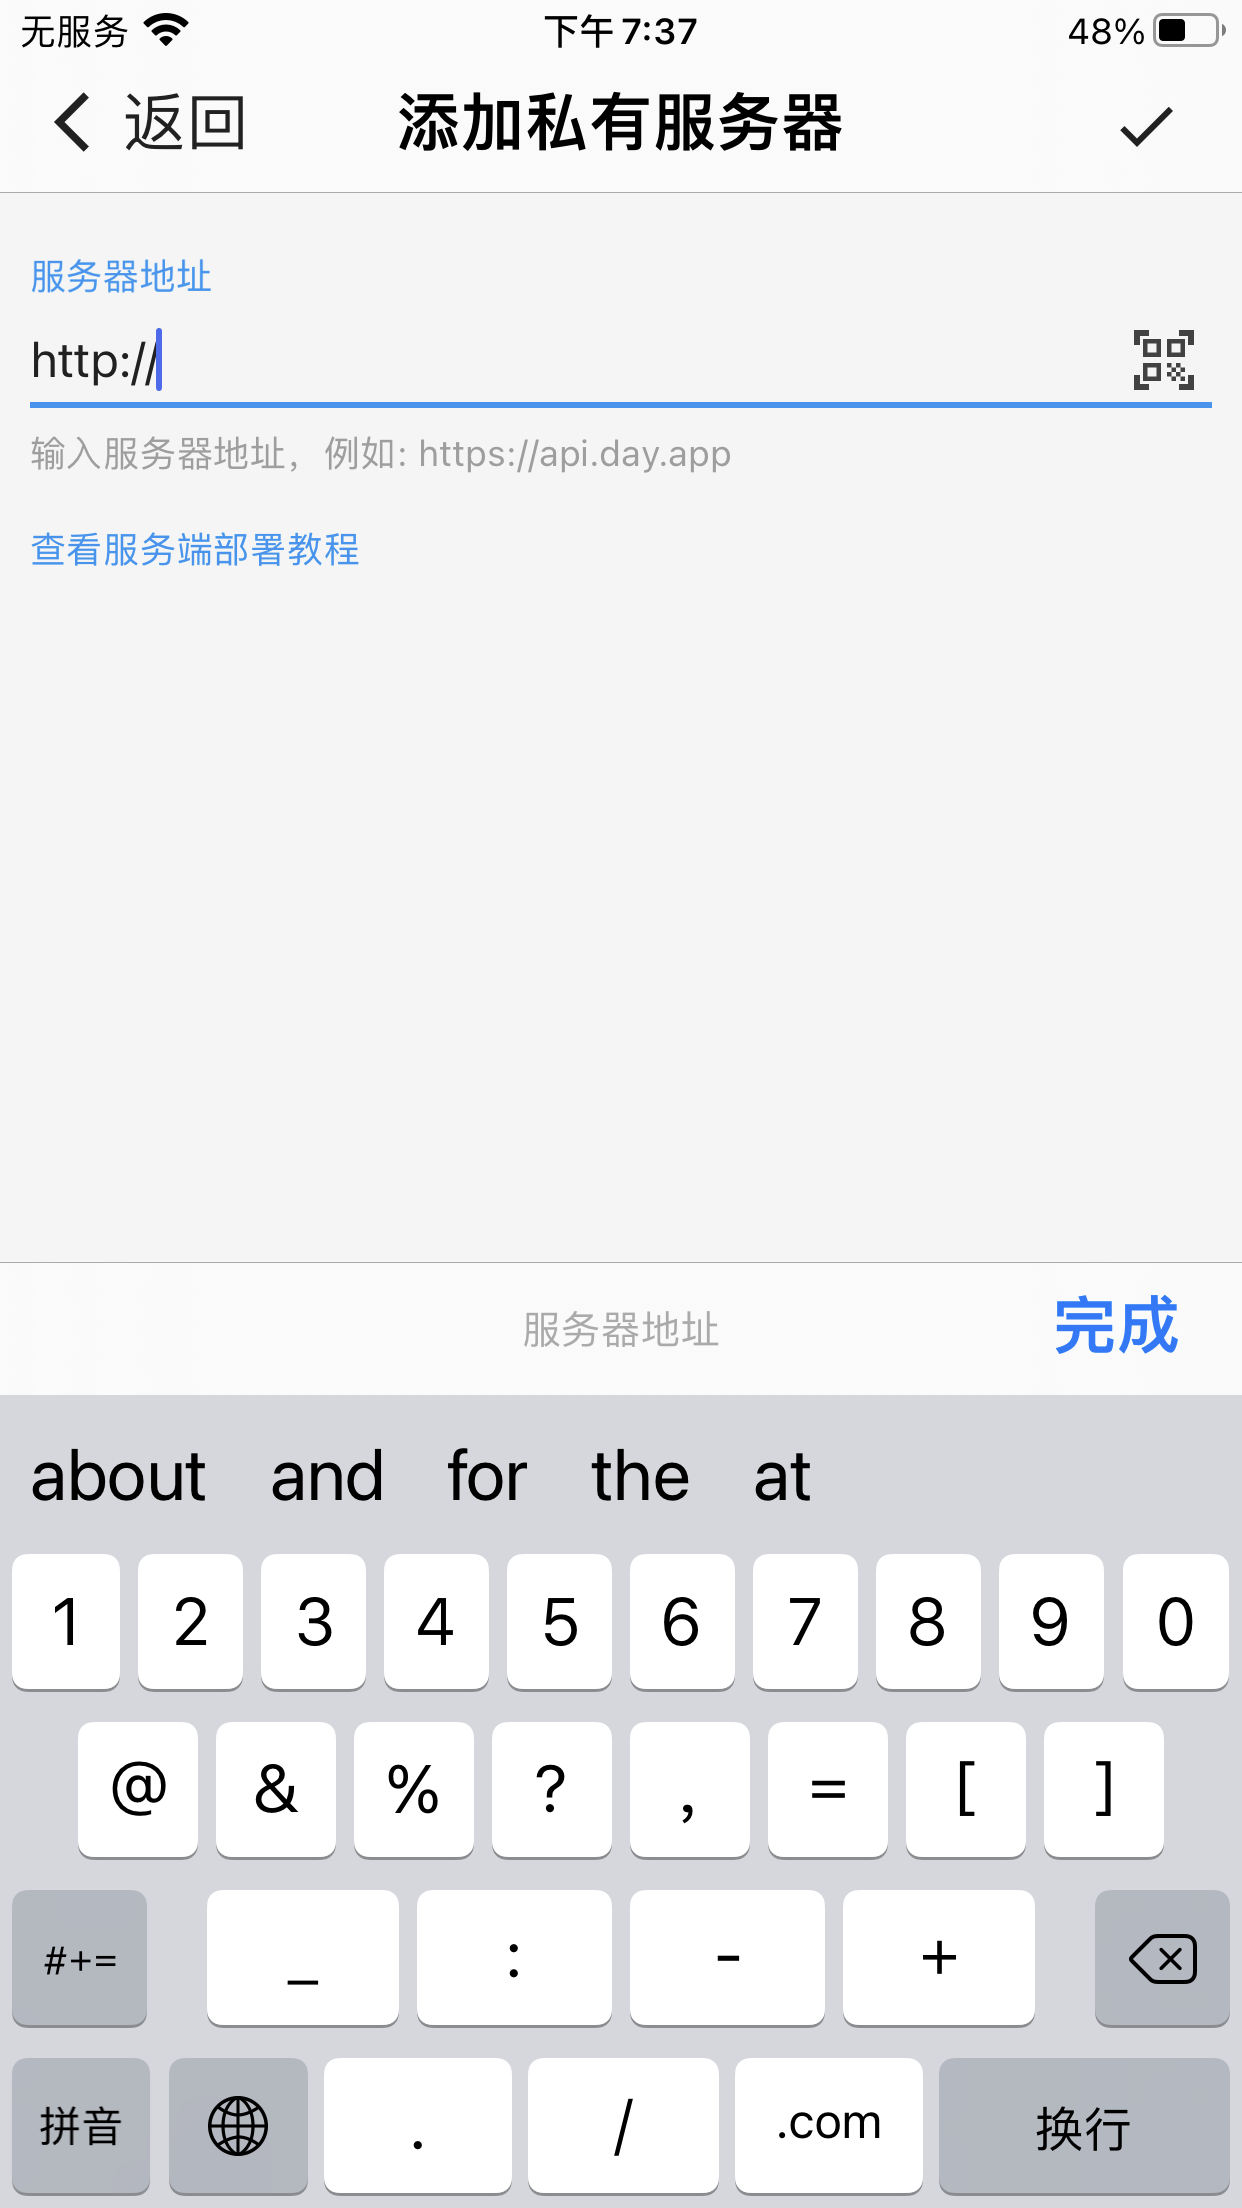 无服务 下午 7:37 48%
返回 添加私有服务器
服务器地址
http://
输入服务器地址，例如: https://api.day.app
查看服务端部署教程
服务器地址 完成
about and for the at
1 2 3 4 5 6 7 8 9 0
@ & % ? , = [ ]
#+= _ : - +
拼音 . / .com 换行